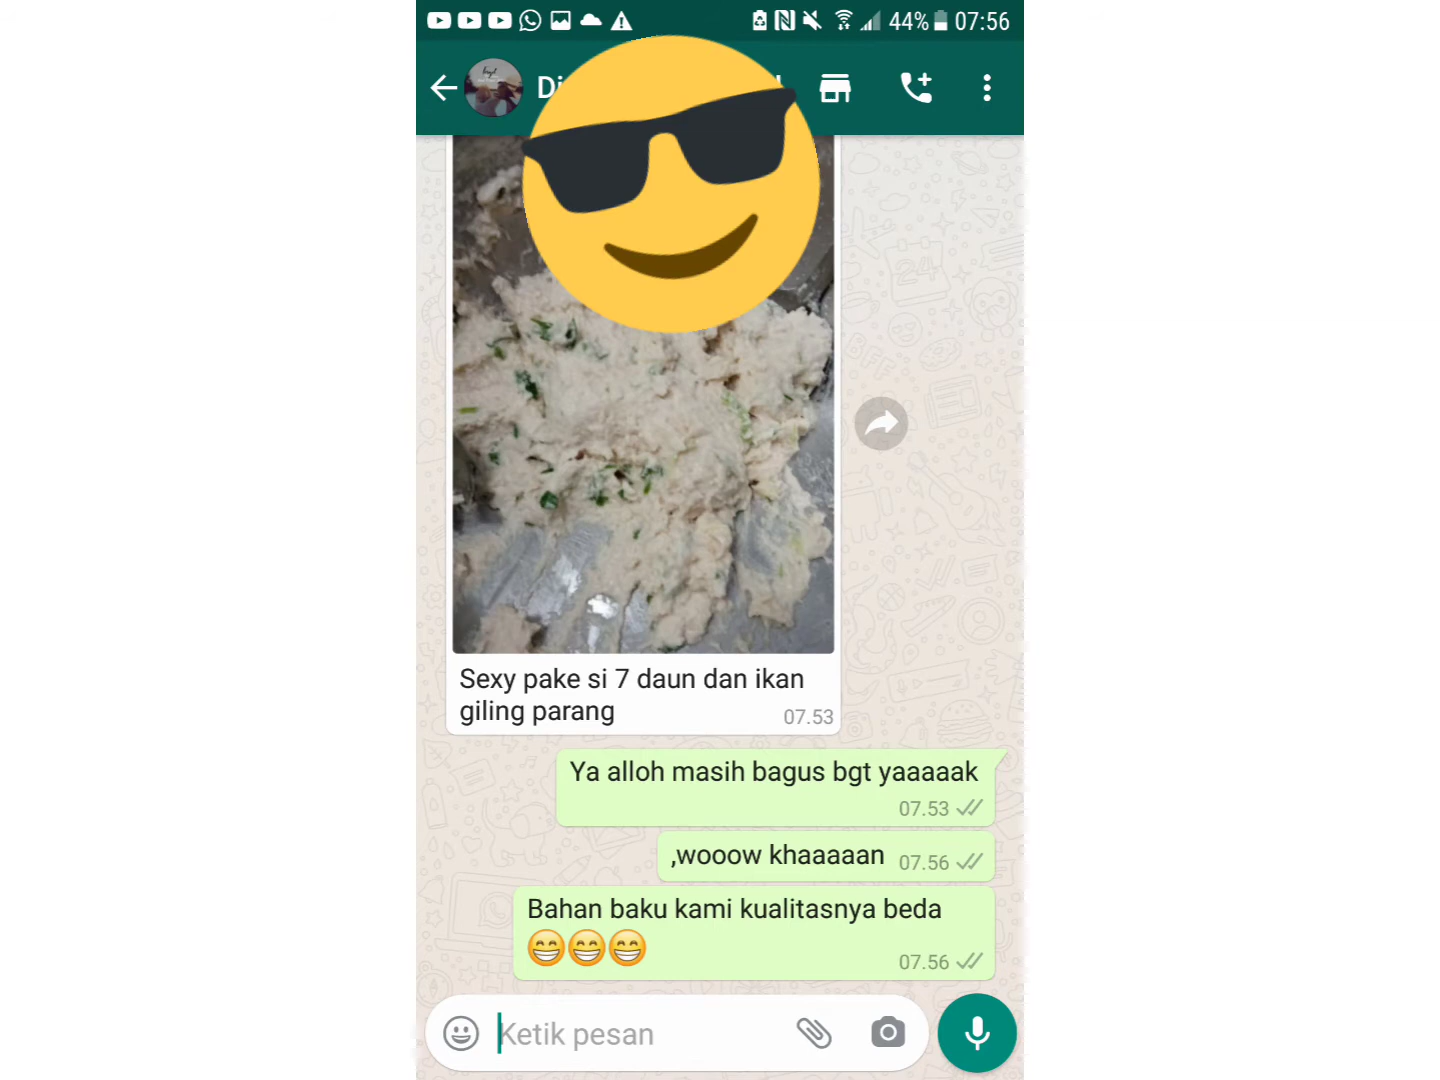 44% 07:56
Sexy pake si 7 daun dan ikan
giling parang
07.53
Ya alloh masih bagus bgt yaaaaak
07.53
,wooow khaaaaan 07.56
Bahan baku kami kualitasnya beda
😁😁😁
07.56
Ketik pesan